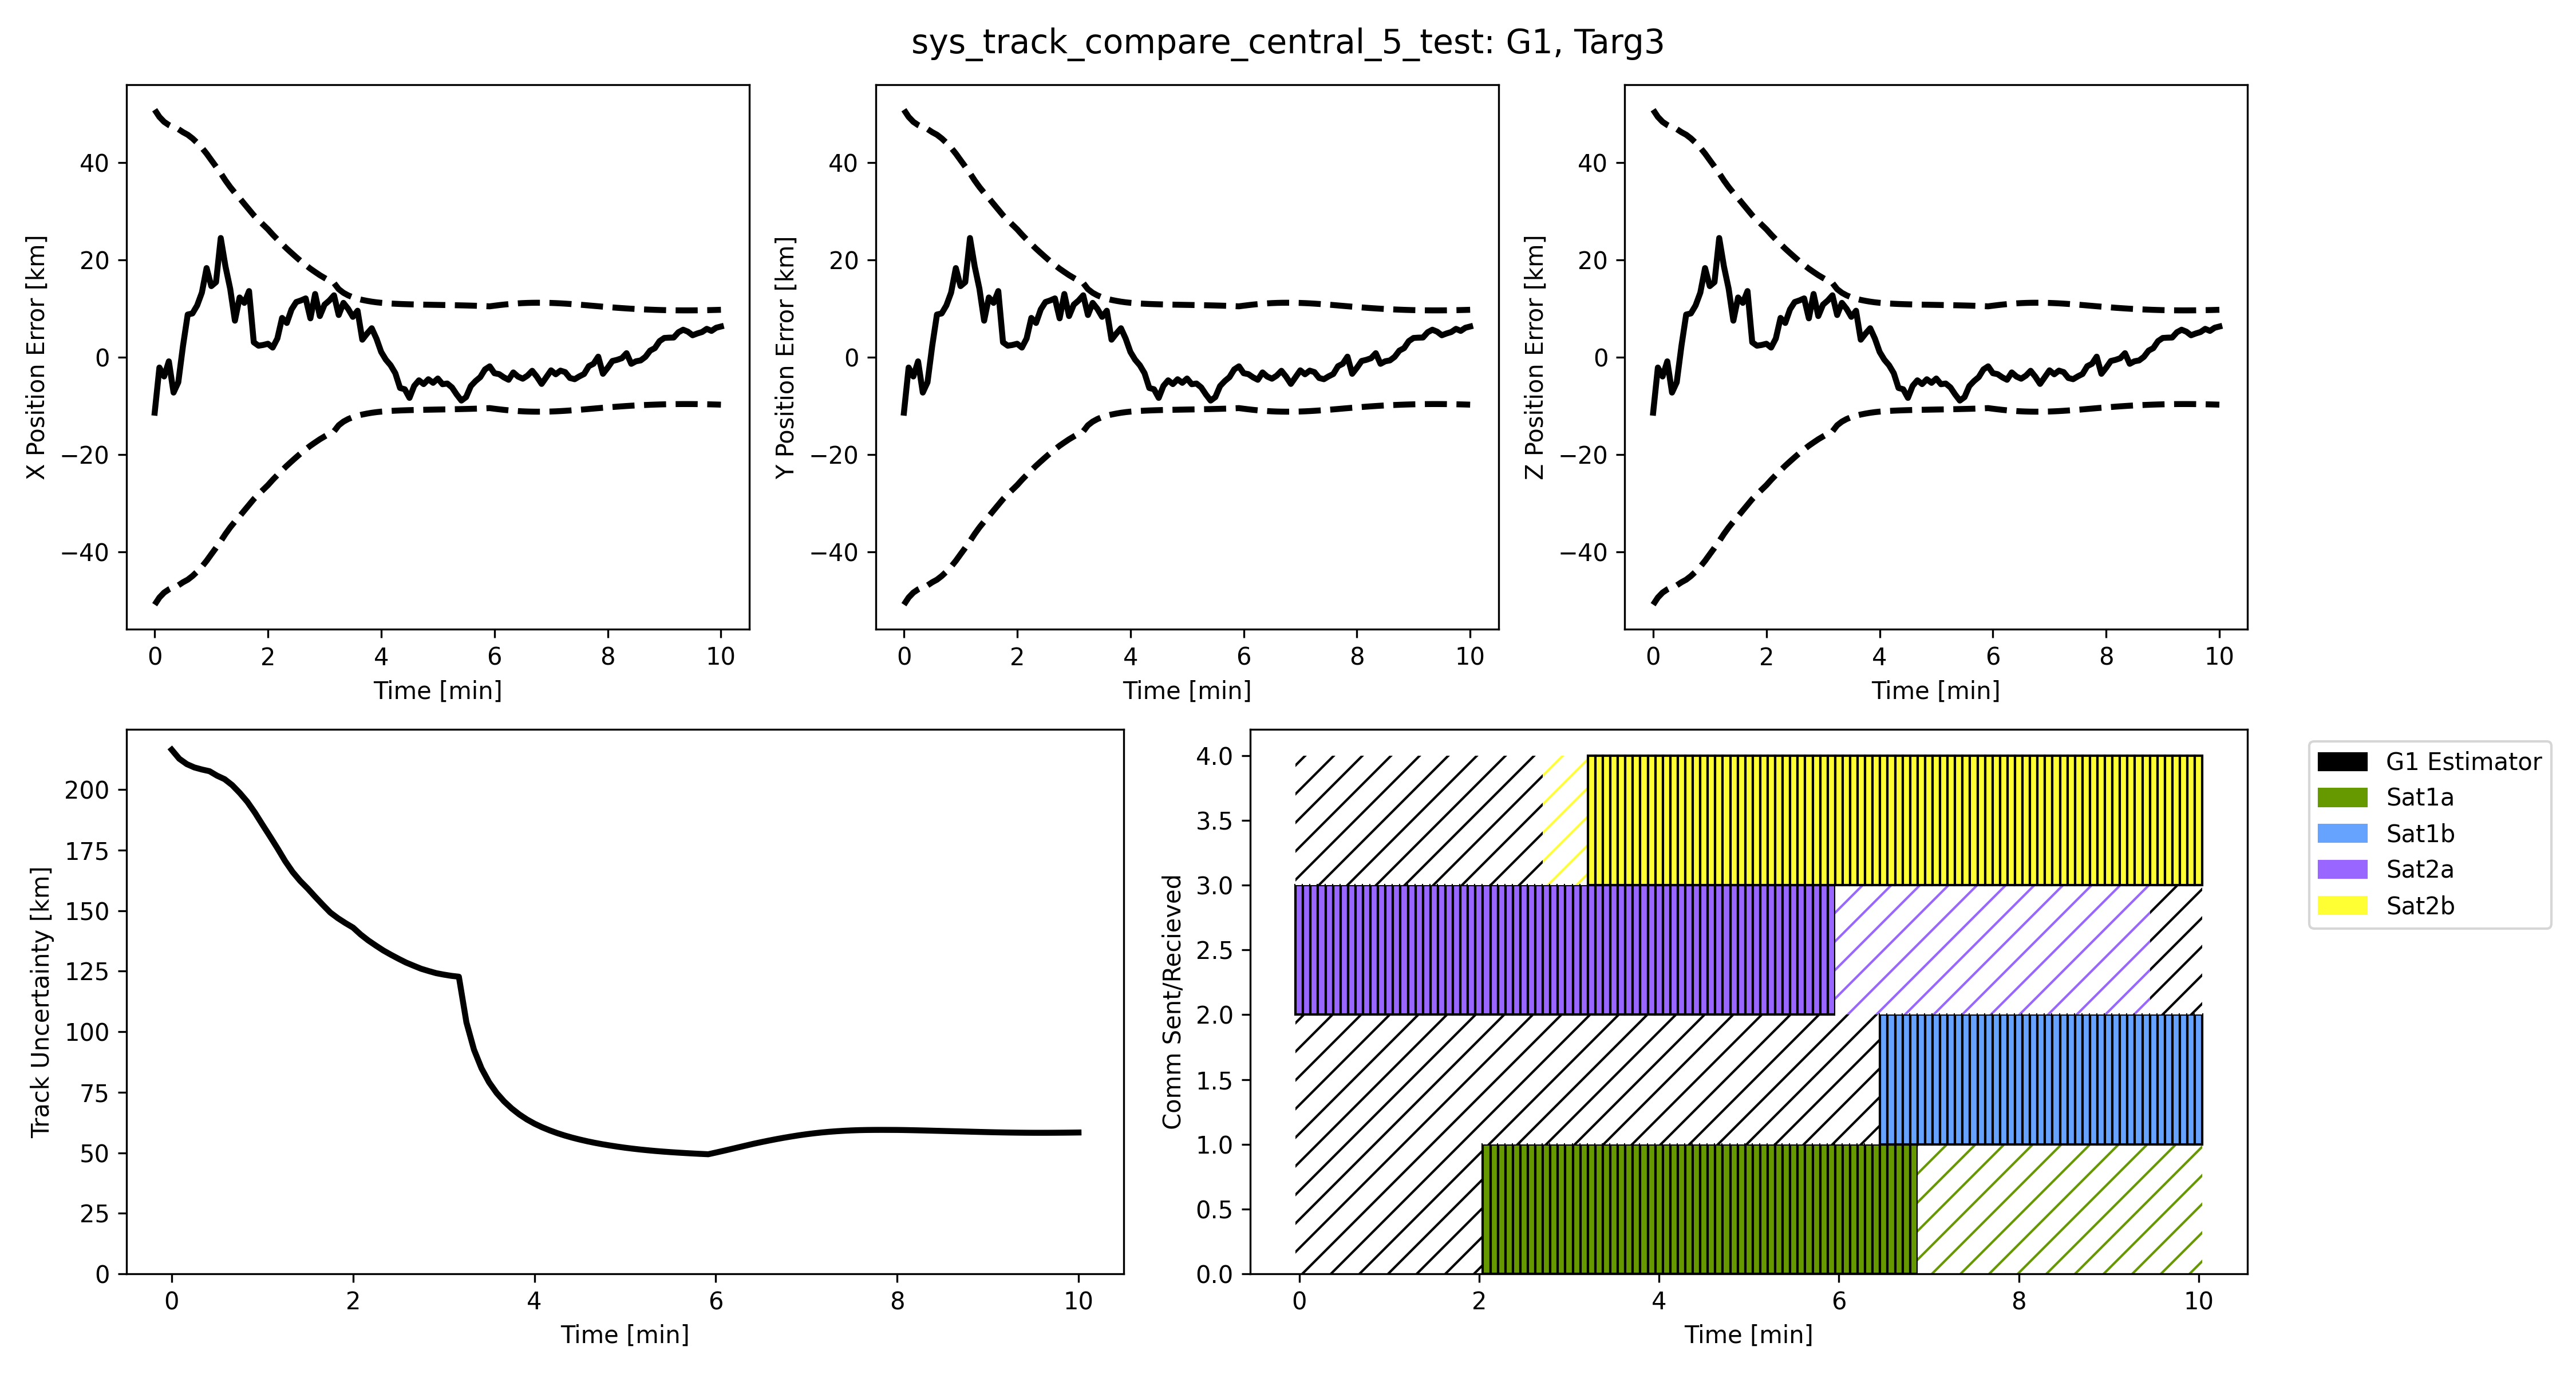 sys_track_compare_central_5_test: G1, Targ3
X Position Error [km]
40
20
0
−20
−40
0 2 4 6 8 10
Time [min]
Y Position Error [km]
40
20
0
−20
−40
0 2 4 6 8 10
Time [min]
Z Position Error [km]
40
20
0
−20
−40
0 2 4 6 8 10
Time [min]
Track Uncertainty [km]
200
175
150
125
100
75
50
25
0
0 2 4 6 8 10
Time [min]
Comm Sent/Recieved
4.0
3.5
3.0
2.5
2.0
1.5
1.0
0.5
0.0
0 2 4 6 8 10
Time [min]
G1 Estimator
Sat1a
Sat1b
Sat2a
Sat2b